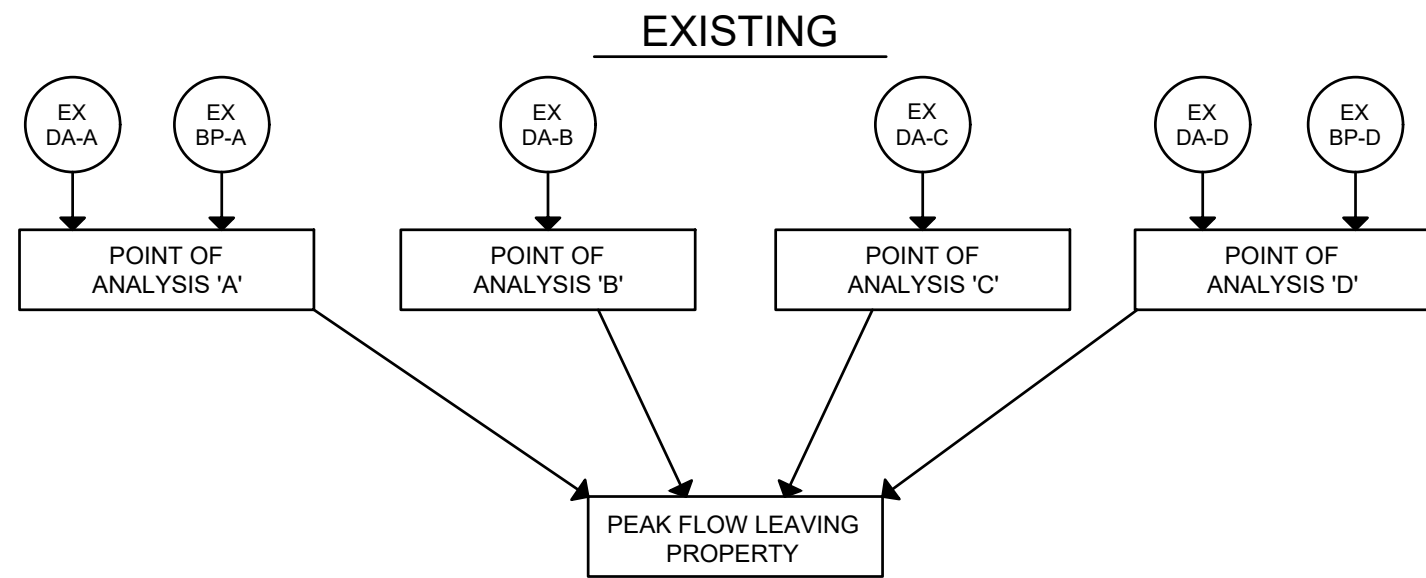 EXISTING
EX
DA-A
EX
BP-A
EX
DA-B
EX
DA-C
EX
DA-D
EX
BP-D
POINT OF
ANALYSIS 'A'
POINT OF
ANALYSIS 'B'
POINT OF
ANALYSIS 'C'
POINT OF
ANALYSIS 'D'
PEAK FLOW LEAVING
PROPERTY